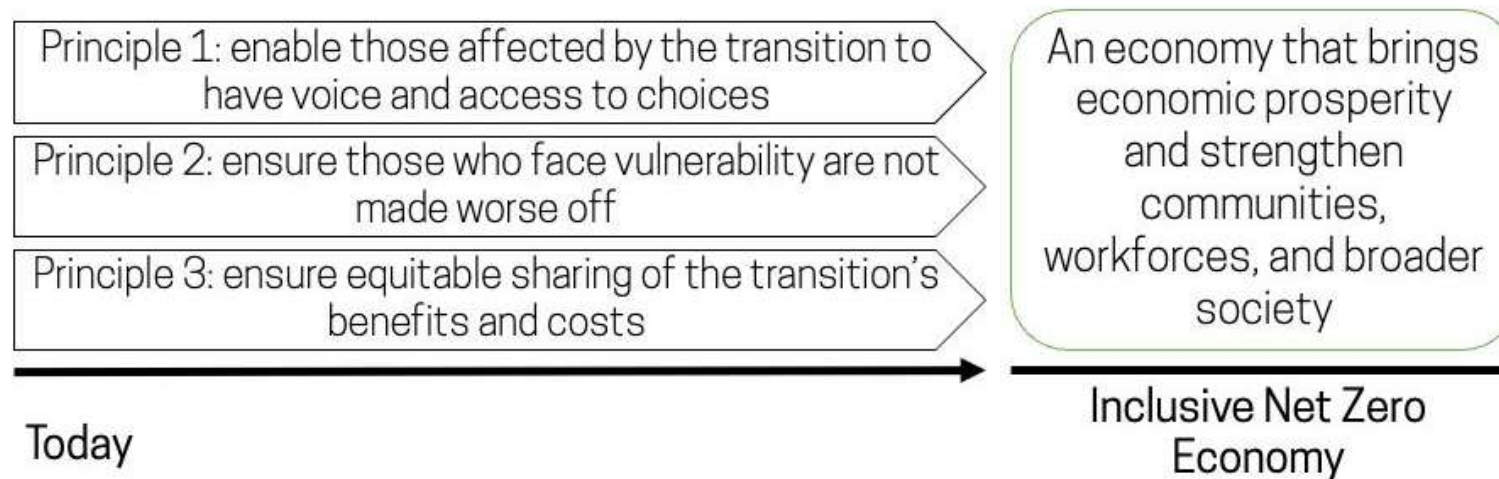 Principle 1: enable those affected by the transition to
have voice and access to choices
Principle 2: ensure those who face vulnerability are not
made worse off
Principle 3: ensure equitable sharing of the transition's
benefits and costs
An economy that brings
economic prosperity
and strengthen
communities,
workforces, and broader
society
Today
Inclusive Net Zero
Economy